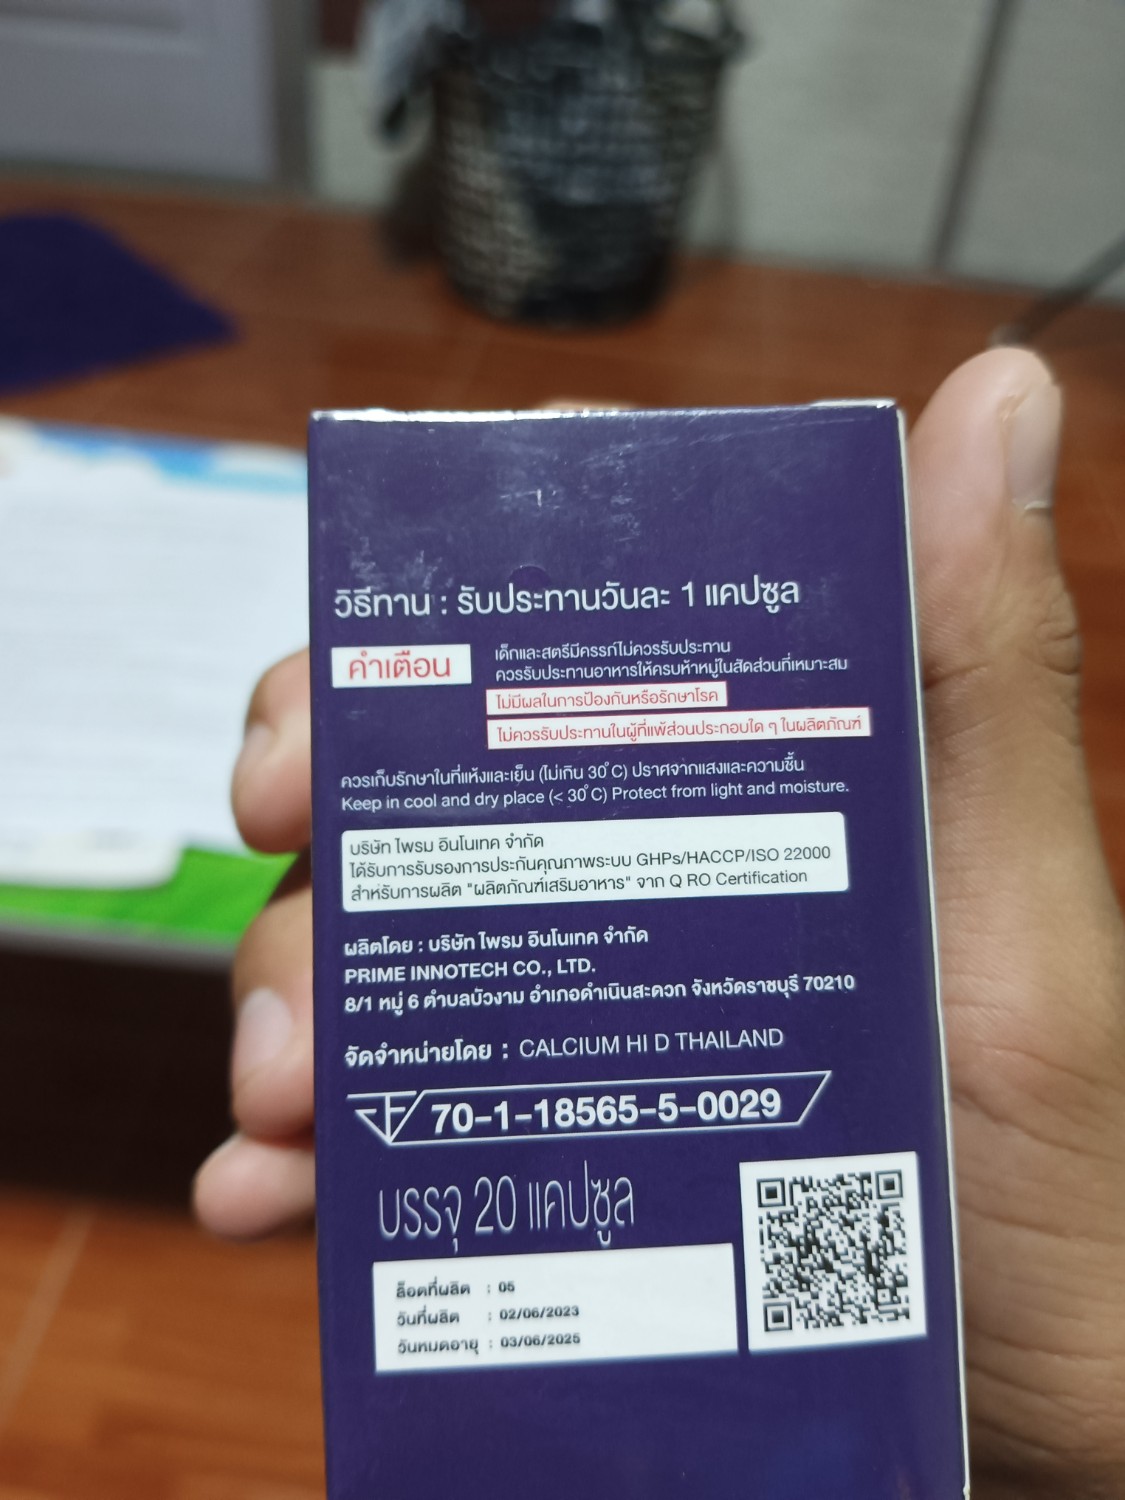 วิธีทาน : รับประทานวันละ 1 แคปซูล
คำเตือน
เด็กและสตรีมีครรภ์ไม่ควรรับประทาน
ควรรับประทานอาหารให้ครบห้าหมู่ในสัดส่วนที่เหมาะสม
ไม่มีผลในการป้องกันหรือรักษาโรค
ไม่ควรรับประทานในผู้ที่แพ้ส่วนประกอบใด ๆ ในผลิตภัณฑ์
ควรเก็บรักษาในที่แห้งและเย็น (ไม่เกิน 30°C) ปราศจากแสงและความชื้น
Keep in cool and dry place (< 30°C) Protect from light and moisture.
บริษัท ไพรม อินโนเทค จำกัด
ได้รับการรับรองการประกันคุณภาพระบบ GHPs/HACCP/ISO 22000
สำหรับการผลิต "ผลิตภัณฑ์เสริมอาหาร" จาก Q RO Certification
ผลิตโดย : บริษัท ไพรม อินโนเทค จำกัด
PRIME INNOTECH CO., LTD.
8/1 หมู่ 6 ตำบลบัวงาม อำเภอดำเนินสะดวก จังหวัดราชบุรี 70210
จัดจำหน่ายโดย : CALCIUM HI D THAILAND
70-1-18565-5-0029
บรรจุ 20 แคปซูล
ล็อตที่ผลิต : 05
วันที่ผลิต : 02/06/2023
วันหมดอายุ : 03/06/2025